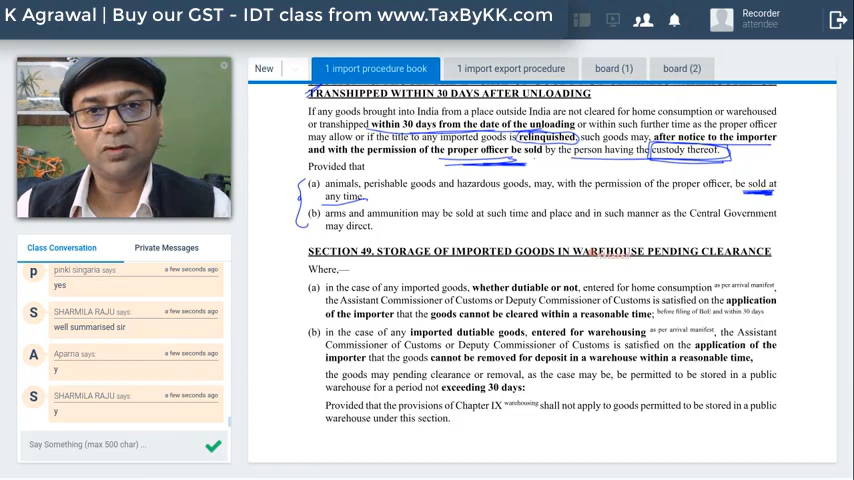 K Agrawal | Buy our GST - IDT class from www.TaxByKK.com
Recorder
attendee
New
1 import procedure book
1 import export procedure
board (1)
board (2)
TRANSHIPPED WITHIN 30 DAYS AFTER UNLOADING
If any goods brought into India from a place outside India are not cleared for home consumption or warehoused
or transhipped within 30 days from the date of the unloading or within such further time as the proper officer
may allow or if the title to any imported goods is relinquished, such goods may, after notice to the importer
and with the permission of the proper officer be sold by the person having the custody thereof.
Provided that
(a) animals, perishable goods and hazardous goods, may, with the permission of the proper officer, be sold at
any time,
(b) arms and ammunition may be sold at such time and place and in such manner as the Central Government
may direct.
SECTION 49. STORAGE OF IMPORTED GOODS IN WAREHOUSE PENDING CLEARANCE
Where,—
(a) in the case of any imported goods, whether dutiable or not, entered for home consumption as per arrival manifest,
the Assistant Commissioner of Customs or Deputy Commissioner of Customs is satisfied on the application
of the importer that the goods cannot be cleared within a reasonable time; before filing of BoE and within 30 days
(b) in the case of any imported dutiable goods, entered for warehousing as per arrival manifest, the Assistant
Commissioner of Customs or Deputy Commissioner of Customs is satisfied on the application of the
importer that the goods cannot be removed for deposit in a warehouse within a reasonable time,
the goods may pending clearance or removal, as the case may be, be permitted to be stored in a public
warehouse for a period not exceeding 30 days:
Provided that the provisions of Chapter IX warehousing shall not apply to goods permitted to be stored in a public
warehouse under this section.
Class Conversation
Private Messages
p
pinki singaria says:
a few seconds ago
yes
S
SHARMILA RAJU says:
a few seconds ago
well summarised sir
A
Aparna says:
a few seconds ago
y
S
SHARMILA RAJU says:
a few seconds ago
y
Say Something (max 500 char) ...